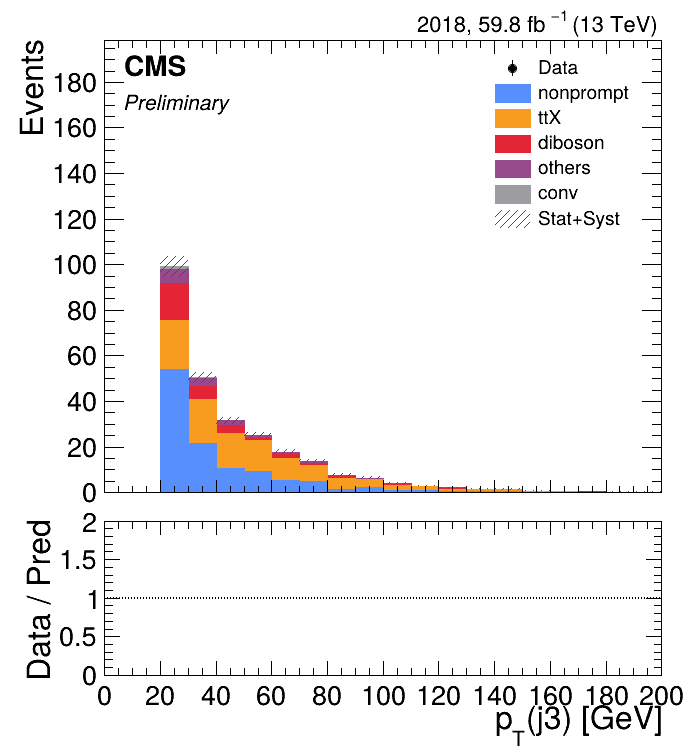 2018, 59.8 fb⁻¹ (13 TeV)
CMS
Preliminary
Data
nonprompt
ttX
diboson
others
conv
Stat+Syst
Events
180
160
140
120
100
80
60
40
20
0
Data / Pred
2
1.5
1
0.5
0
0 20 40 60 80 100 120 140 160 180 200
p_T(j3) [GeV]